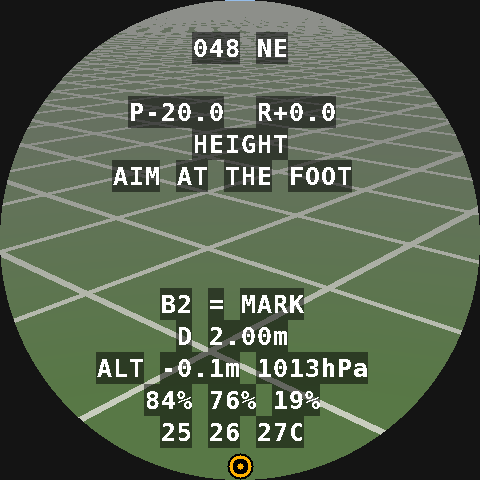 048 NE
P-20.0 R+0.0
HEIGHT
AIM AT THE FOOT
B2 = MARK
D 2.00m
ALT -0.1m 1013hPa
84% 76% 19%
25 26 27C